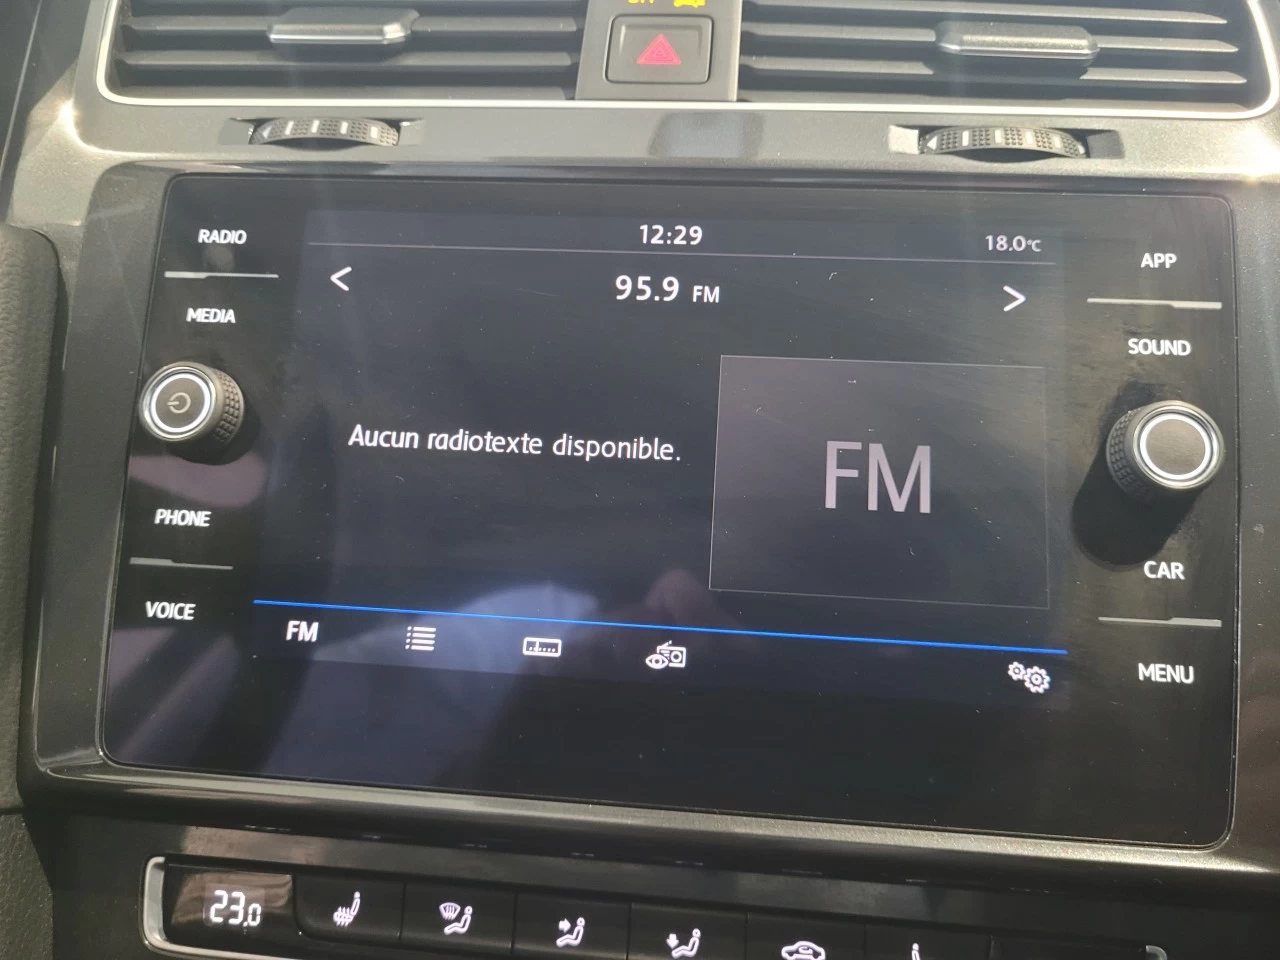 RADIO
MEDIA
PHONE
VOICE
12:29
18.0°C
95.9 FM
Aucun radiotexte disponible.
FM
FM
APP
SOUND
CAR
MENU
23.0